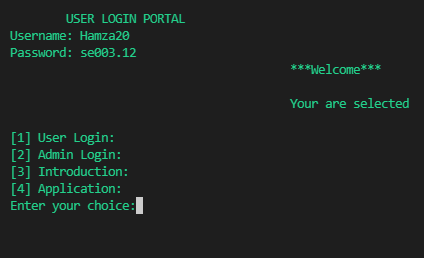 USER LOGIN PORTAL
Username: Hamza20
Password: se003.12
***Welcome***
Your are selected
[1] User Login:
[2] Admin Login:
[3] Introduction:
[4] Application:
Enter your choice: